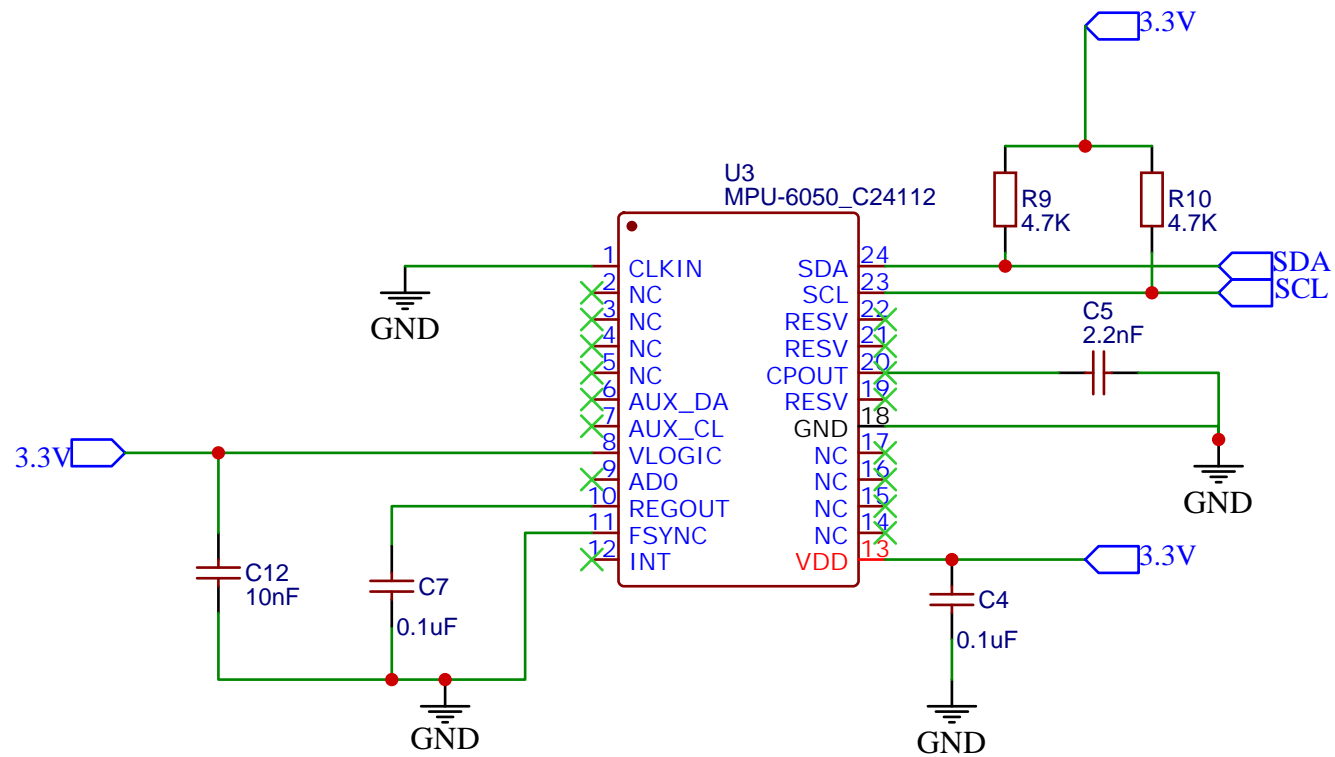 3.3V
U3
MPU-6050_C24112
R9
4.7K
R10
4.7K
1
CLKIN
SDA
24
SDA
2
NC
SCL
23
SCL
3
NC
RESV
22
GND
4
NC
RESV
21
C5
2.2nF
5
NC
CPOUT
20
6
AUX_DA
RESV
19
7
AUX_CL
GND
18
3.3V
8
VLOGIC
NC
17
9
AD0
NC
16
GND
10
REGOUT
NC
15
11
FSYNC
NC
14
12
INT
VDD
13
3.3V
C12
10nF
C7
0.1uF
C4
0.1uF
GND
GND